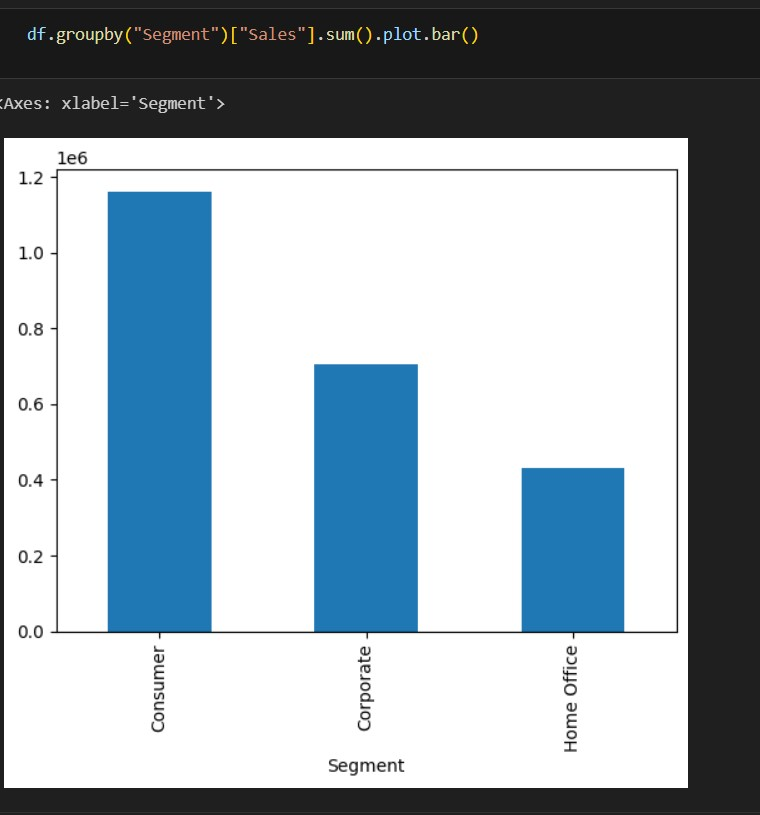 df.groupby("Segment")["Sales"].sum().plot.bar()
<Axes: xlabel='Segment'>
1e6
1.2
1.0
0.8
0.6
0.4
0.2
0.0
Consumer
Corporate
Home Office
Segment